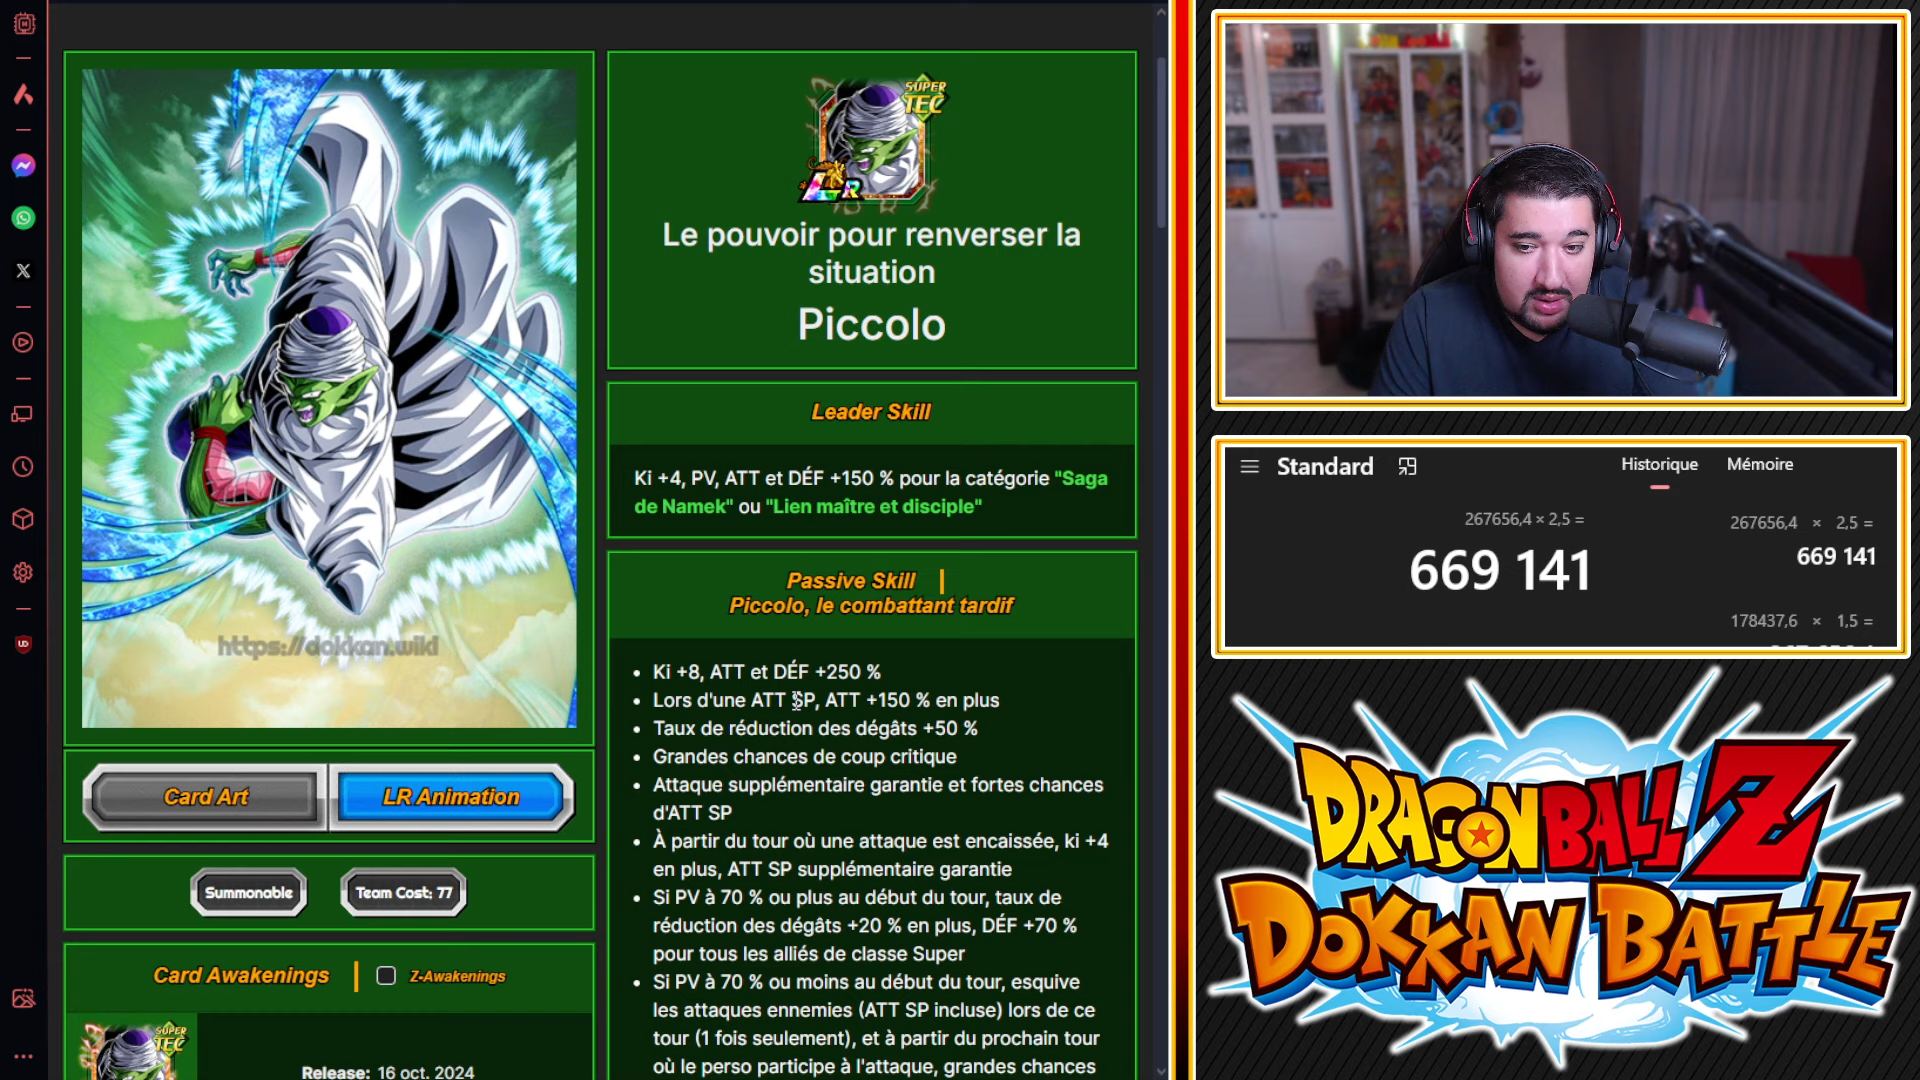 https://dokkan.wiki
Card Art
LR Animation
Summonable
Team Cost: 77
Card Awakenings
Z-Awakenings
SUPER
TEC
Release: 16 oct. 2024
SUPER
TEC
LR
Le pouvoir pour renverser la
situation
Piccolo
Leader Skill
Ki +4, PV, ATT et DÉF +150 % pour la catégorie "Saga
de Namek" ou "Lien maître et disciple"
Passive Skill
Piccolo, le combattant tardif
Ki +8, ATT et DÉF +250 %
Lors d'une ATT SP, ATT +150 % en plus
Taux de réduction des dégâts +50 %
Grandes chances de coup critique
Attaque supplémentaire garantie et fortes chances
d'ATT SP
À partir du tour où une attaque est encaissée, ki +4
en plus, ATT SP supplémentaire garantie
Si PV à 70 % ou plus au début du tour, taux de
réduction des dégâts +20 % en plus, DÉF +70 %
pour tous les alliés de classe Super
Si PV à 70 % ou moins au début du tour, esquive
les attaques ennemies (ATT SP incluse) lors de ce
tour (1 fois seulement), et à partir du prochain tour
où le perso participe à l'attaque, grandes chances
Standard
Historique
Mémoire
267656,4 × 2,5 =
669 141
267656,4 × 2,5 =
669 141
178437,6 × 1,5 =
DRAGON BALL Z
DOKKAN BATTLE